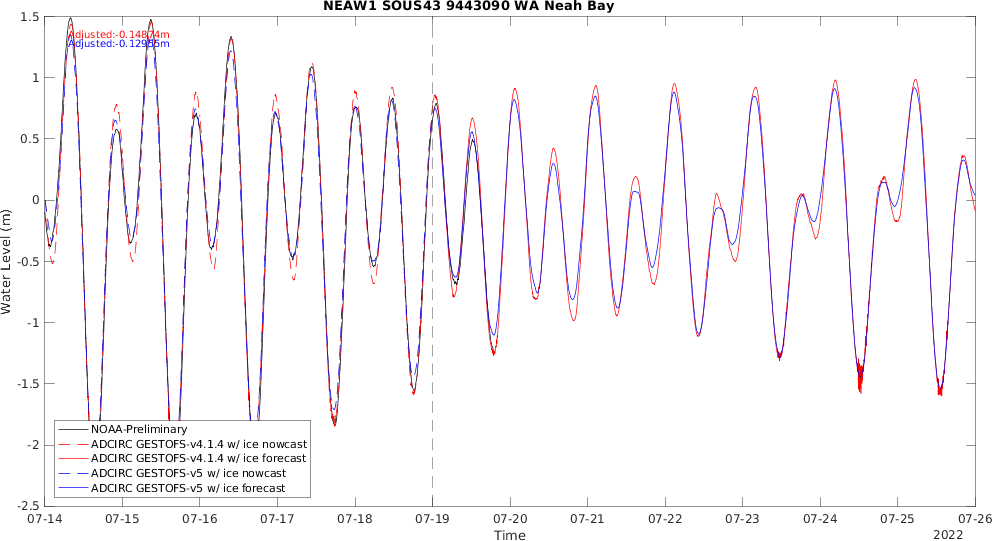 NEAW1 SOUS43 9443090 WA Neah Bay
Adjusted:-0.14874m
Adjusted:-0.12955m
1.5
1
0.5
0
-0.5
-1
-1.5
-2
-2.5
Water Level (m)
NOAA-Preliminary
ADCIRC GESTOFS-v4.1.4 w/ ice nowcast
ADCIRC GESTOFS-v4.1.4 w/ ice forecast
ADCIRC GESTOFS-v5 w/ ice nowcast
ADCIRC GESTOFS-v5 w/ ice forecast
07-14 07-15 07-16 07-17 07-18 07-19 07-20 07-21 07-22 07-23 07-24 07-25 07-26
Time
2022